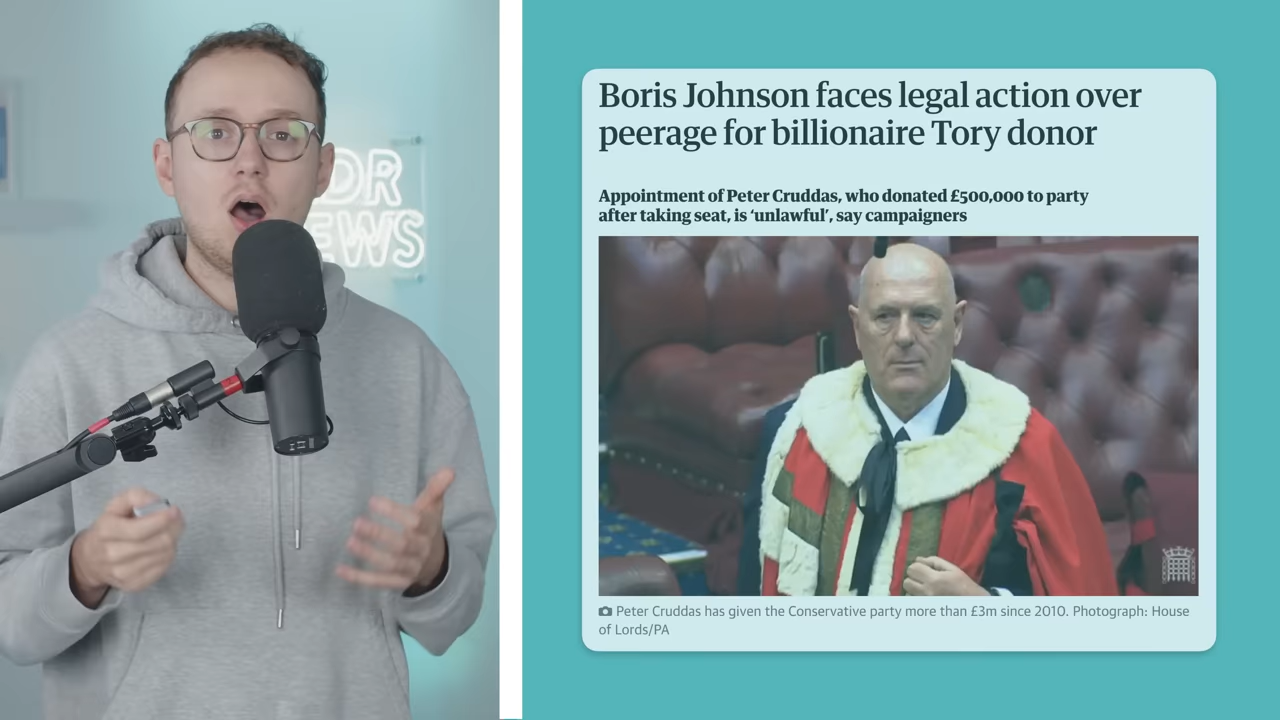 DR
EWS
Boris Johnson faces legal action over
peerage for billionaire Tory donor
Appointment of Peter Cruddas, who donated £500,000 to party
after taking seat, is ‘unlawful’, say campaigners
Peter Cruddas has given the Conservative party more than £3m since 2010. Photograph: House
of Lords/PA